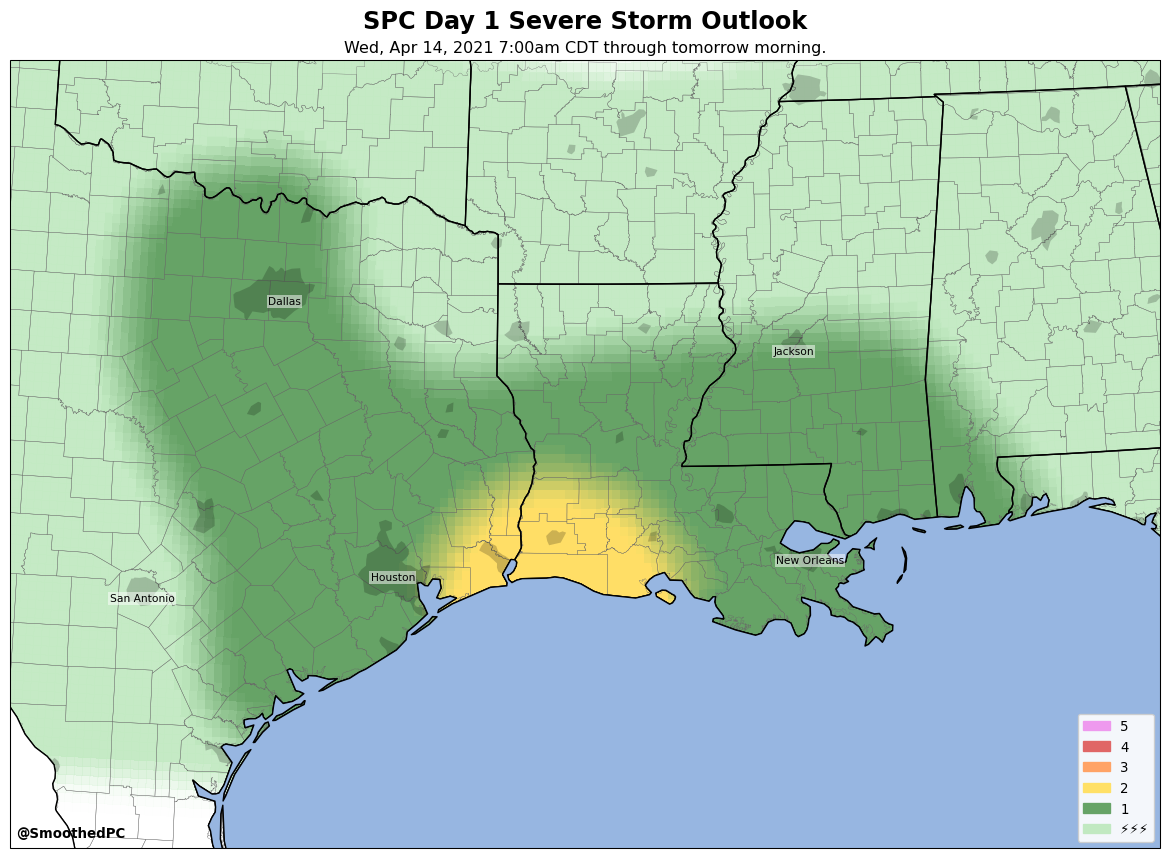 SPC Day 1 Severe Storm Outlook
Wed, Apr 14, 2021 7:00am CDT through tomorrow morning.
Dallas
Jackson
New Orleans
Houston
San Antonio
5
4
3
2
1
⚡⚡⚡
@SmoothedPC